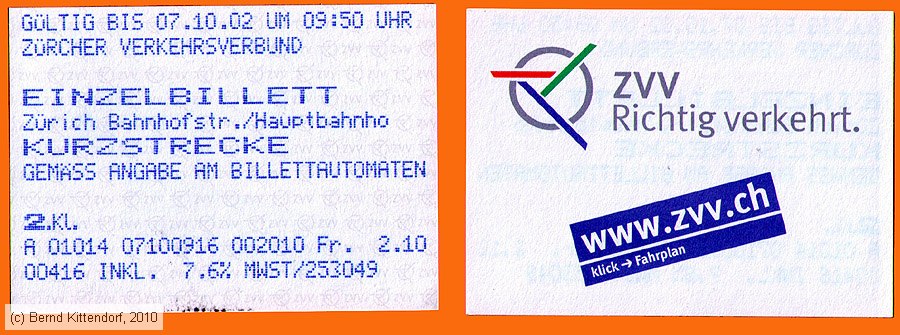 GÜLTIG BIS 07.10.02 UM 09:50 UHR
ZÜRCHER VERKEHRSVERBUND
EINZELBILLETT
Zürich Bahnhofstr./Hauptbahnho
KURZSTRECKE
GEMÄSS ANGABE AM BILLETTAUTOMATEN
2.Kl.
A 01014 07100916 002010 Fr. 2.10
00416 INKL. 7.6% MWST/253049
(c) Bernd Kittendorf, 2010
ZVV
Richtig verkehrt.
www.zvv.ch
klick → Fahrplan